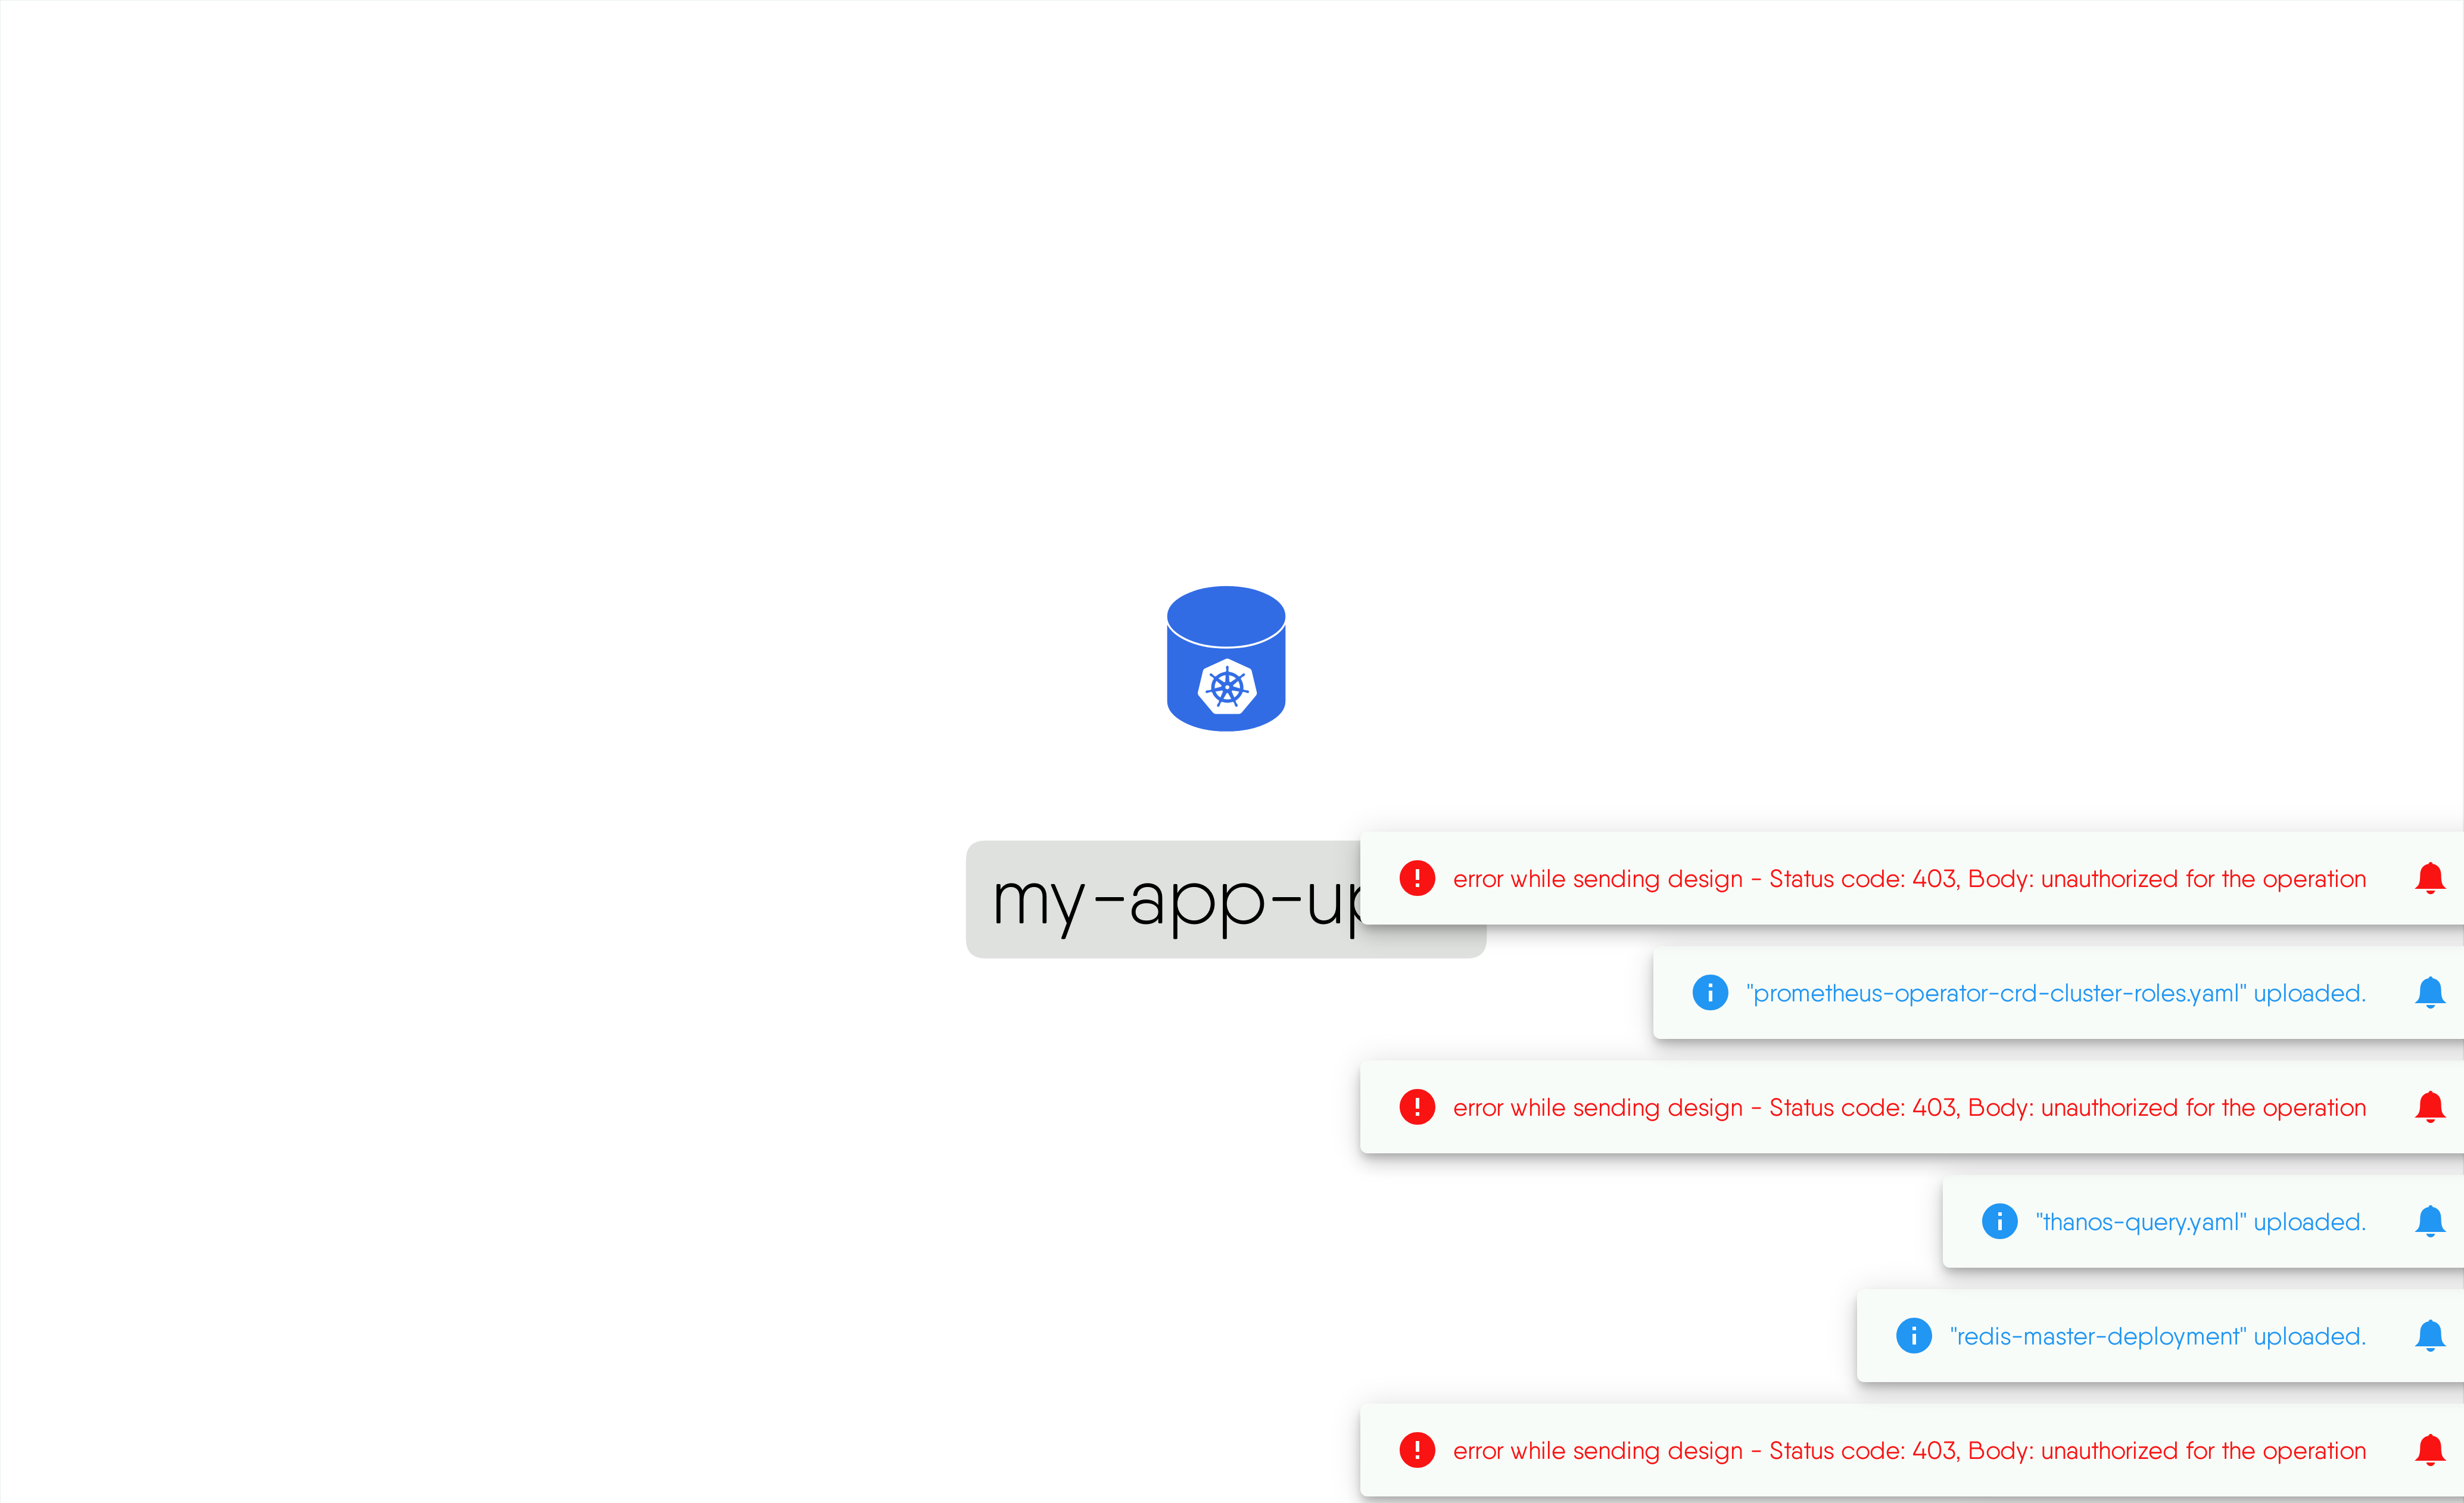 my-app-up
error while sending design - Status code: 403, Body: unauthorized for the operation
"prometheus-operator-crd-cluster-roles.yaml" uploaded.
error while sending design - Status code: 403, Body: unauthorized for the operation
"thanos-query.yaml" uploaded.
"redis-master-deployment" uploaded.
error while sending design - Status code: 403, Body: unauthorized for the operation